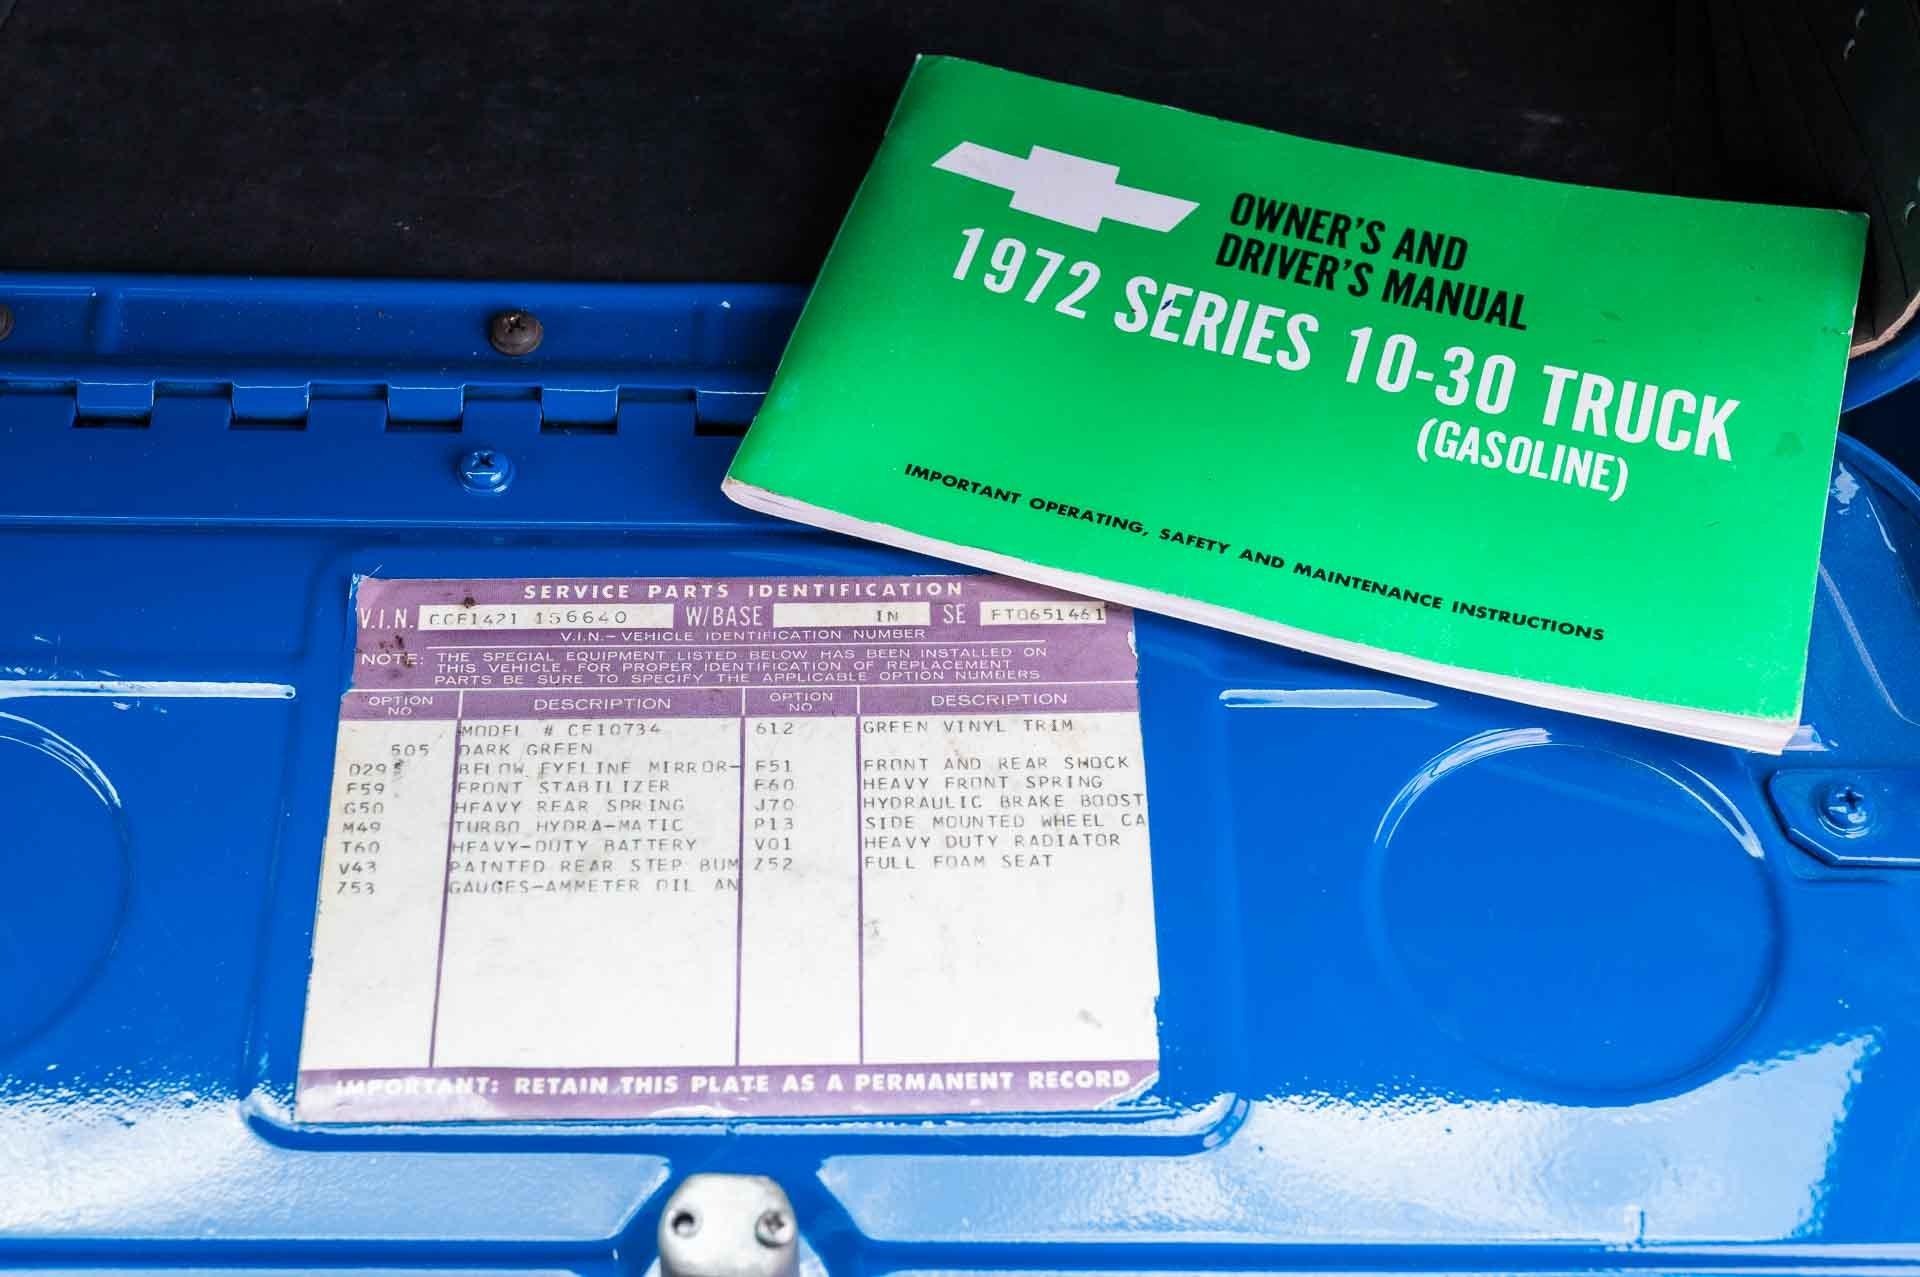 OWNER'S AND
DRIVER'S MANUAL
1972 SERIES 10-30 TRUCK
(GASOLINE)
IMPORTANT OPERATING, SAFETY AND MAINTENANCE INSTRUCTIONS
SERVICE PARTS IDENTIFICATION
V.I.N. CCE1421 156640 W/BASE IN SE FT0651461
V.I.N.—VEHICLE IDENTIFICATION NUMBER
NOTE: THE SPECIAL EQUIPMENT LISTED BELOW HAS BEEN INSTALLED ON
THIS VEHICLE. FOR PROPER IDENTIFICATION OF REPLACEMENT
PARTS BE SURE TO SPECIFY THE APPLICABLE OPTION NUMBERS
OPTION NO. DESCRIPTION OPTION NO. DESCRIPTION
MODEL # CE10734 612 GREEN VINYL TRIM
505 DARK GREEN
D29 BELOW EYELINE MIRROR- F51 FRONT AND REAR SHOCK
F59 FRONT STABILIZER F60 HEAVY FRONT SPRING
G50 HEAVY REAR SPRING J70 HYDRAULIC BRAKE BOOST
M49 TURBO HYDRA-MATIC P13 SIDE MOUNTED WHEEL CA
T60 HEAVY-DUTY BATTERY V01 HEAVY DUTY RADIATOR
V43 PAINTED REAR STEP BUM Z52 FULL FOAM SEAT
Z53 GAUGES-AMMETER OIL AN
IMPORTANT: RETAIN THIS PLATE AS A PERMANENT RECORD